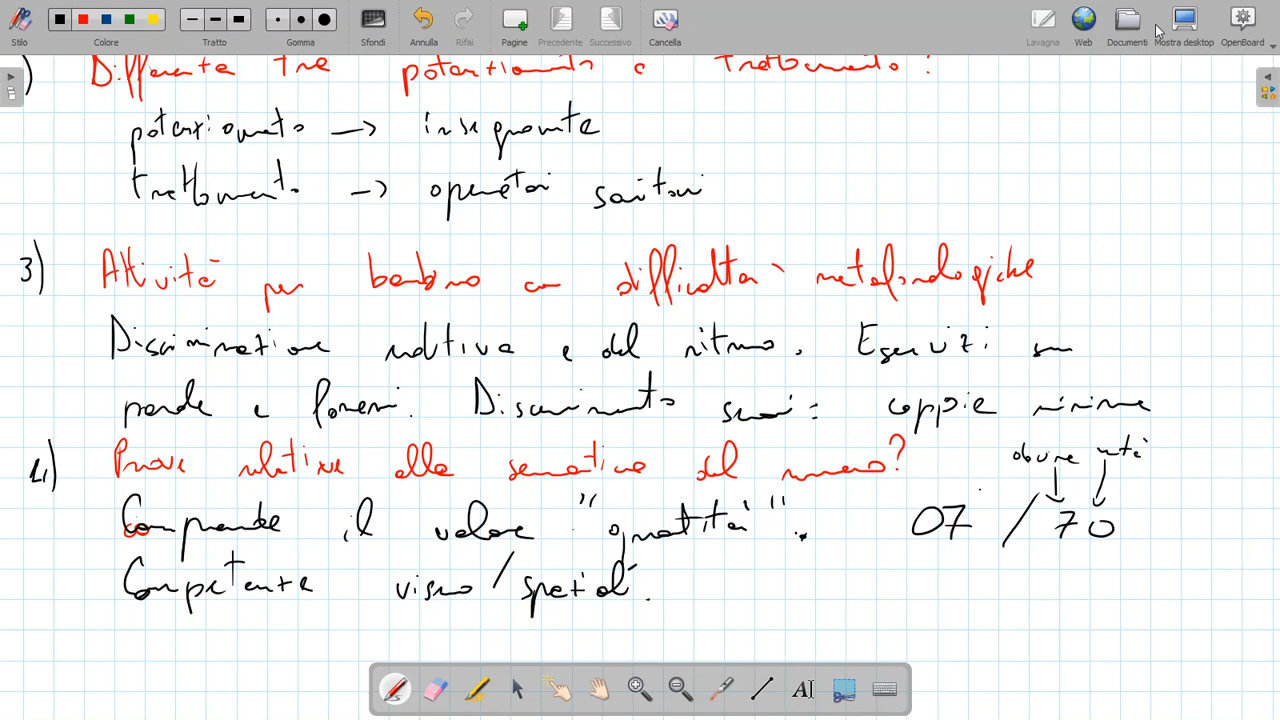 Stilo Colore Tratto Gomma Sfondi Annulla Rifai Pagine Precedente Successivo Cancella Lavagna Web Documenti Mostra desktop OpenBoard
) Differenze tra potenziamento e trattamento?
potenziamento → insegnante
trattamento → operatori sanitari
3) Attività per bambino con difficoltà metafonologiche
Discriminazione uditiva e del ritmo. Esercizi su
parole e fonemi. Discrimento suoni: coppie minime
4) Prove relative alla semantica del numero?
decine unità
Comprende il valore "quantità". 07 / 70
Competenze visuo/spaziali.
AI